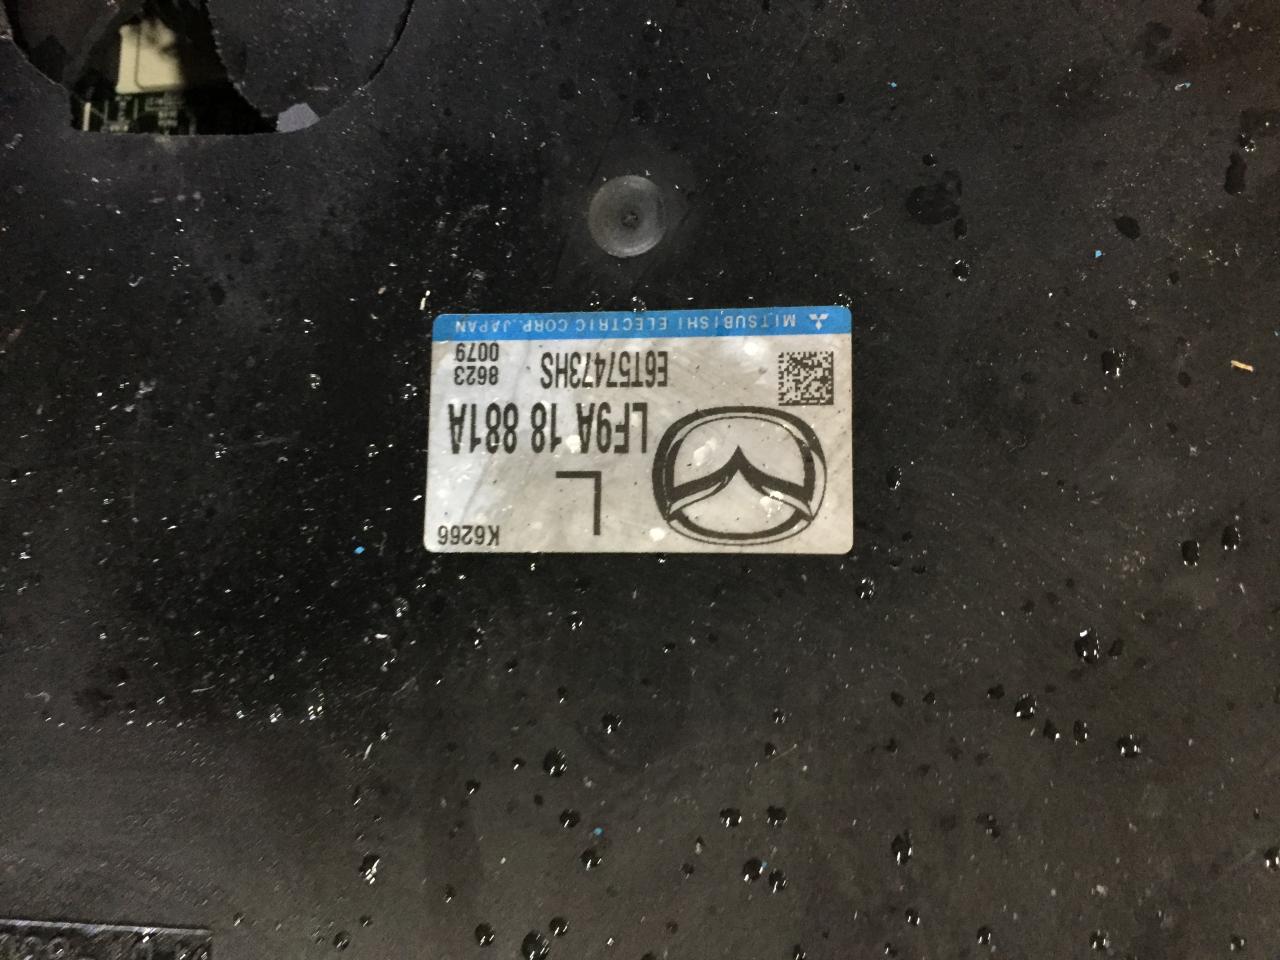 K6266
L
LF9A 18 881A
E6T57473HS 8623
0079
MITSUBISHI ELECTRIC CORP. JAPAN